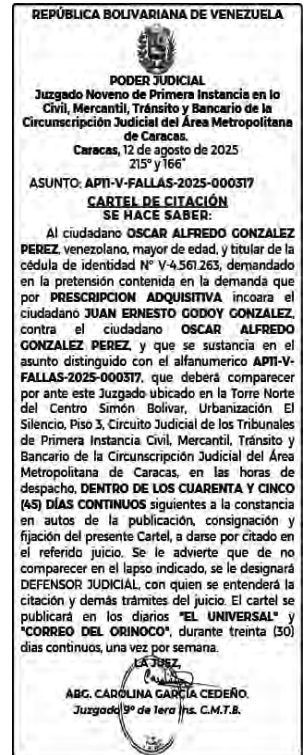 REPÚBLICA BOLIVARIANA DE VENEZUELA
PODER JUDICIAL
Juzgado Noveno de Primera Instancia en lo
Civil, Mercantil, Tránsito y Bancario de la
Circunscripción Judicial del Área Metropolitana
de Caracas.
Caracas, 12 de agosto de 2025
215° y 166°
ASUNTO: AP11-V-FALLAS-2025-000317
CARTEL DE CITACIÓN
SE HACE SABER:
Al ciudadano OSCAR ALFREDO GONZALEZ
PEREZ, venezolano, mayor de edad, y titular de la
cédula de identidad N° V-4.561.263, demandado
en la pretensión contenida en la demanda que
por PRESCRIPCION ADQUISITIVA incoara el
ciudadano JUAN ERNESTO GODOY GONZALEZ,
contra el ciudadano OSCAR ALFREDO
GONZALEZ PEREZ, y que se sustancia en el
asunto distinguido con el alfanumerico AP11-V-
FALLAS-2025-000317, que deberá comparecer
por ante este Juzgado ubicado en la Torre Norte
del Centro Simón Bolivar, Urbanización El
Silencio, Piso 3, Circuito Judicial de los Tribunales
de Primera Instancia Civil, Mercantil, Tránsito y
Bancario de la Circunscripción Judicial del Área
Metropolitana de Caracas, en las horas de
despacho, DENTRO DE LOS CUARENTA Y CINCO
(45) DÍAS CONTINUOS siguientes a la constancia
en autos de la publicación, consignación y
fijación del presente Cartel, a darse por citado en
el referido juicio. Se le advierte que de no
comparecer en el lapso indicado, se le designará
DEFENSOR JUDICIAL, con quien se entenderá la
citación y demás trámites del juicio. El cartel se
publicará en los diarios "EL UNIVERSAL" y
"CORREO DEL ORINOCO", durante treinta (30)
dias continuos, una vez por semana.
LA JUEZ,
ABG. CAROLINA GARCÍA CEDEÑO.
Juzgado 9° de 1era Ins. C.M.T.B.